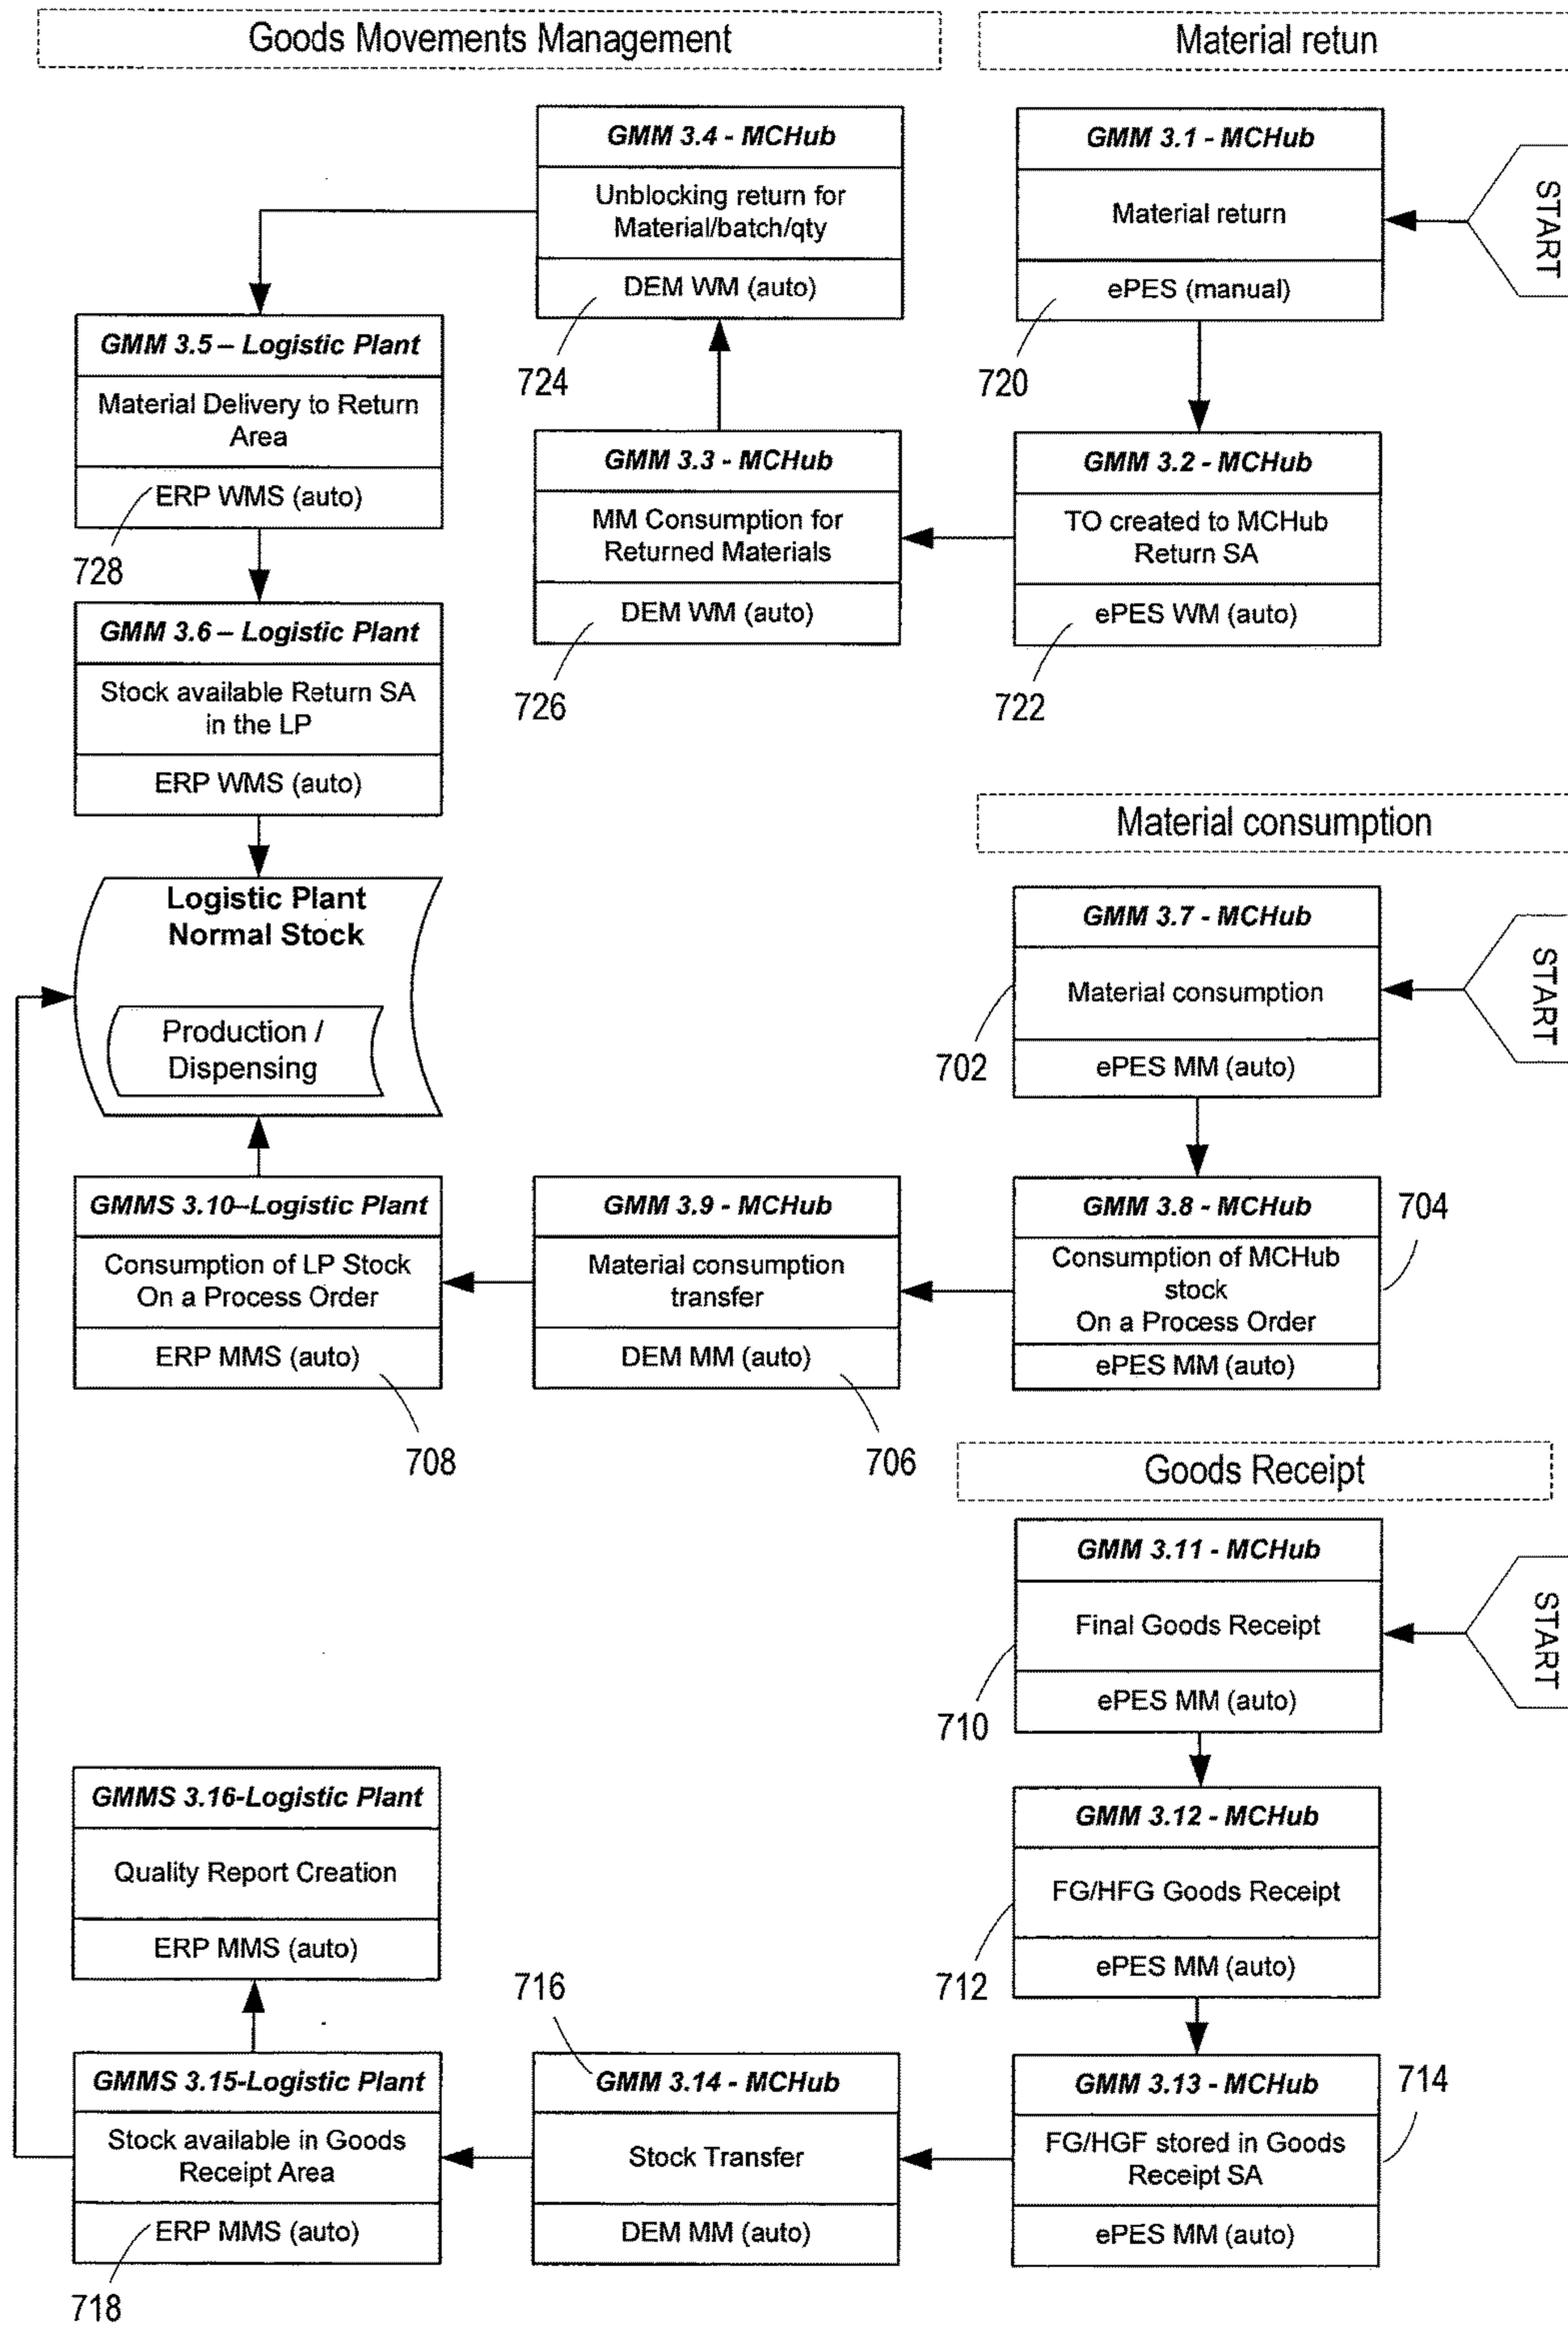 Goods Movements Management
Material retun
GMM 3.4 - MCHub
Unblocking return for
Material/batch/qty
DEM WM (auto)
724
GMM 3.1 - MCHub
Material return
ePES (manual)
720
START
GMM 3.5 – Logistic Plant
Material Delivery to Return
Area
ERP WMS (auto)
728
GMM 3.3 - MCHub
MM Consumption for
Returned Materials
DEM WM (auto)
726
GMM 3.2 - MCHub
TO created to MCHub
Return SA
ePES WM (auto)
722
GMM 3.6 – Logistic Plant
Stock available Return SA
in the LP
ERP WMS (auto)
Material consumption
Logistic Plant
Normal Stock
Production /
Dispensing
GMM 3.7 - MCHub
Material consumption
ePES MM (auto)
702
START
GMMS 3.10–Logistic Plant
Consumption of LP Stock
On a Process Order
ERP MMS (auto)
708
GMM 3.9 - MCHub
Material consumption
transfer
DEM MM (auto)
706
GMM 3.8 - MCHub
Consumption of MCHub
stock
On a Process Order
ePES MM (auto)
704
Goods Receipt
GMM 3.11 - MCHub
Final Goods Receipt
ePES MM (auto)
710
START
GMMS 3.16-Logistic Plant
Quality Report Creation
ERP MMS (auto)
GMM 3.12 - MCHub
FG/HFG Goods Receipt
ePES MM (auto)
712
GMMS 3.15-Logistic Plant
Stock available in Goods
Receipt Area
ERP MMS (auto)
718
716
GMM 3.14 - MCHub
Stock Transfer
DEM MM (auto)
GMM 3.13 - MCHub
FG/HGF stored in Goods
Receipt SA
ePES MM (auto)
714